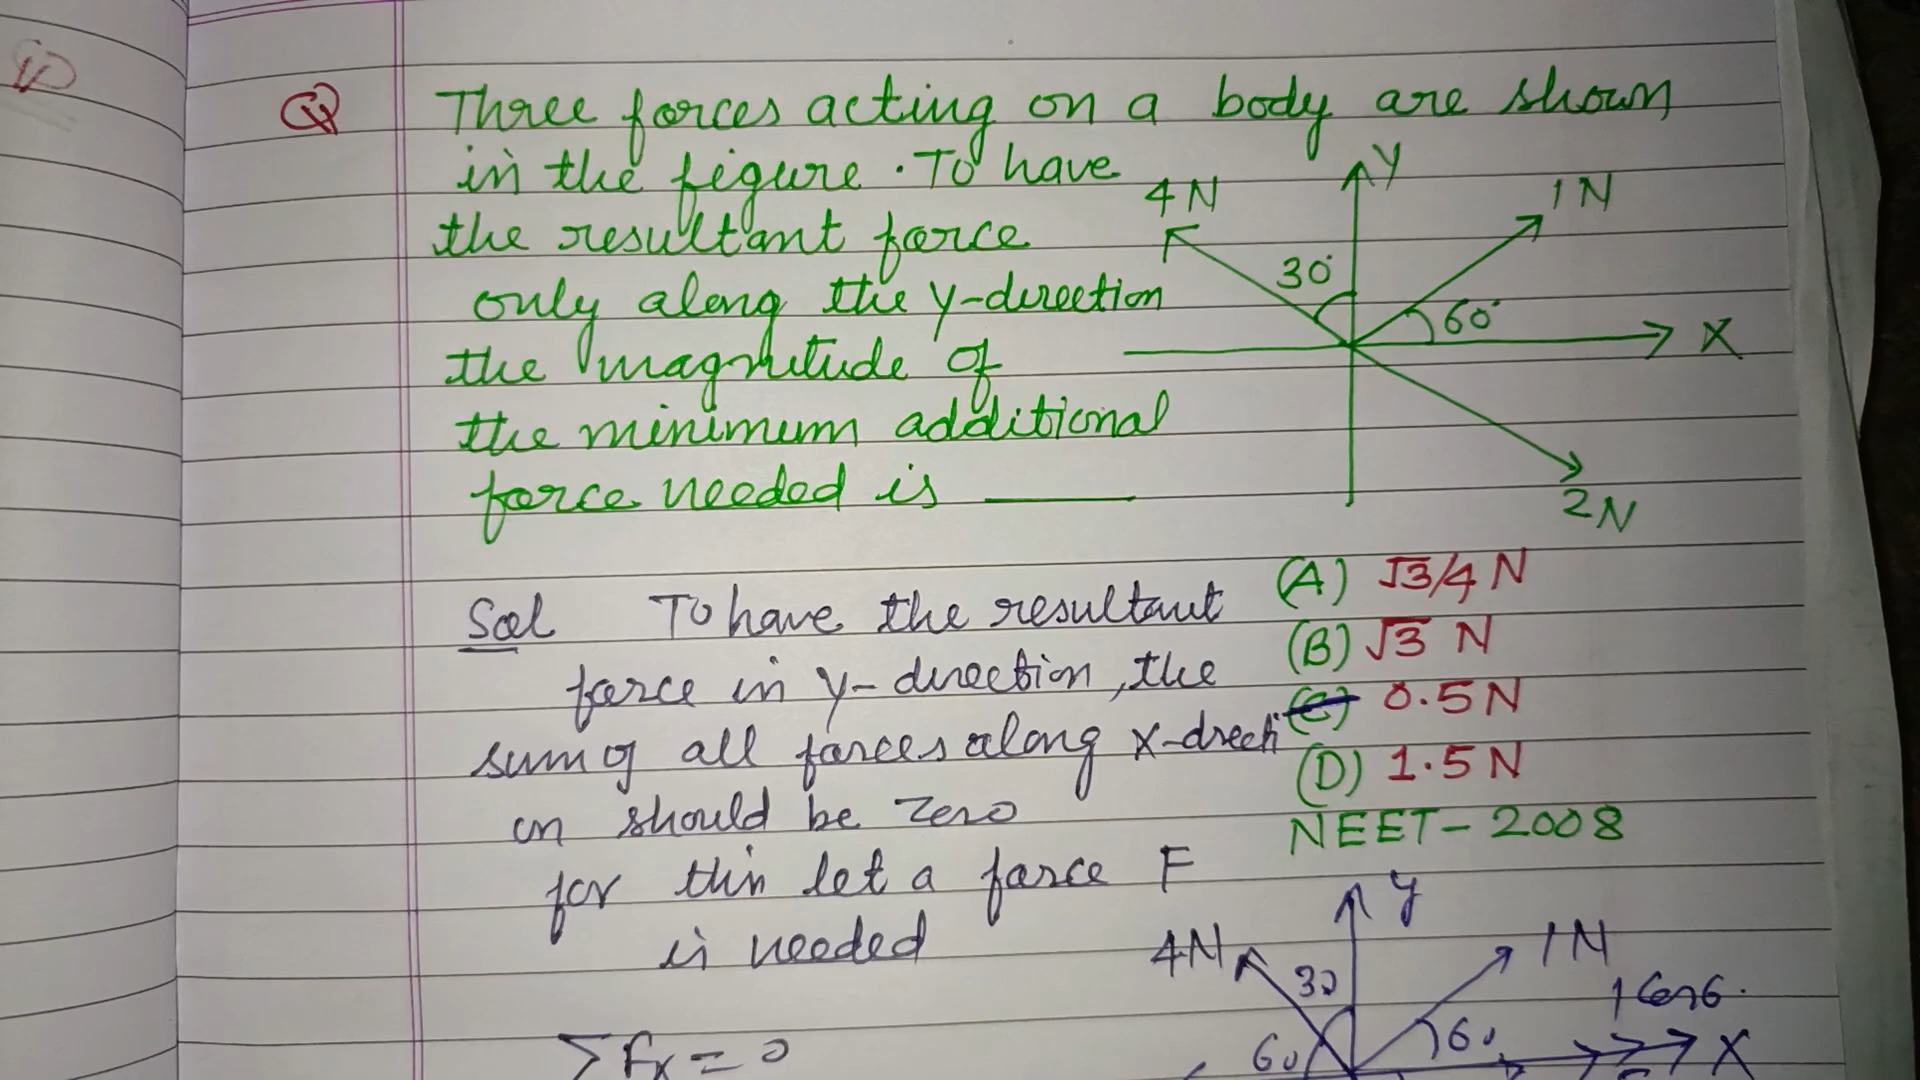 Q Three forces acting on a body are shown
in the figure. To have
the resultant force
only along the y-direction
the magnitude of
the minimum additional
force needed is ______
4N
Y
1N
30°
60°
X
2N
(A) √3/4 N
(B) √3 N
(C) 0.5N
(D) 1.5N
NEET-2008
Sol To have the resultant
force in y-direction, the
sum of all forces along x-drecti
on should be zero
for this let a force F
is needed
ΣFx = 0
y
4N
1N
30
60
60
X